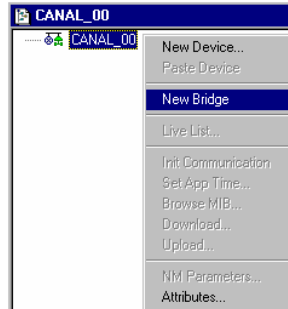 CANAL_00
CANAL_00
New Device...
Paste Device
New Bridge
Live List...
Init Communication
Set App Time...
Browse MIB...
Download...
Upload...
NM Parameters...
Attributes...